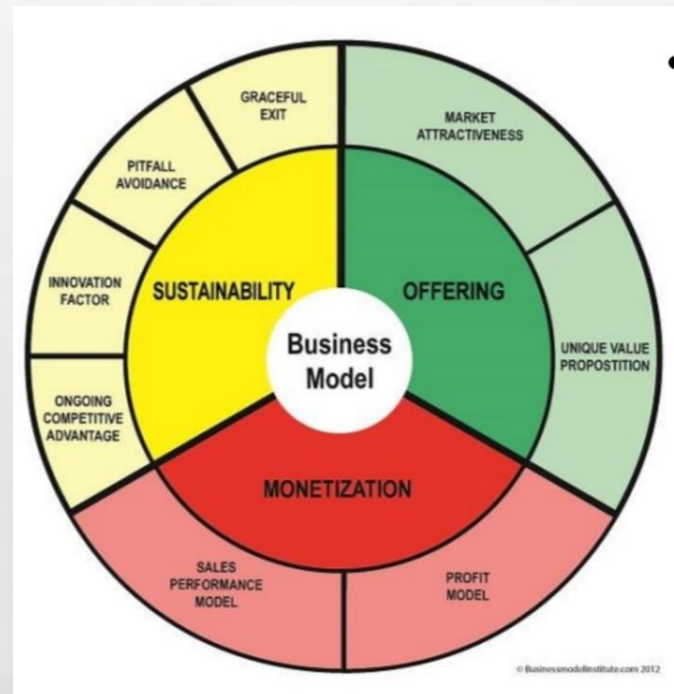 GRACEFUL
EXIT
MARKET
ATTRACTIVENESS
PITFALL
AVOIDANCE
INNOVATION
FACTOR
SUSTAINABILITY
OFFERING
Business
Model
UNIQUE VALUE
PROPOSTITION
ONGOING
COMPETITIVE
ADVANTAGE
MONETIZATION
SALES
PERFORMANCE
MODEL
PROFIT
MODEL
© Businessmodelinstitute.com 2012